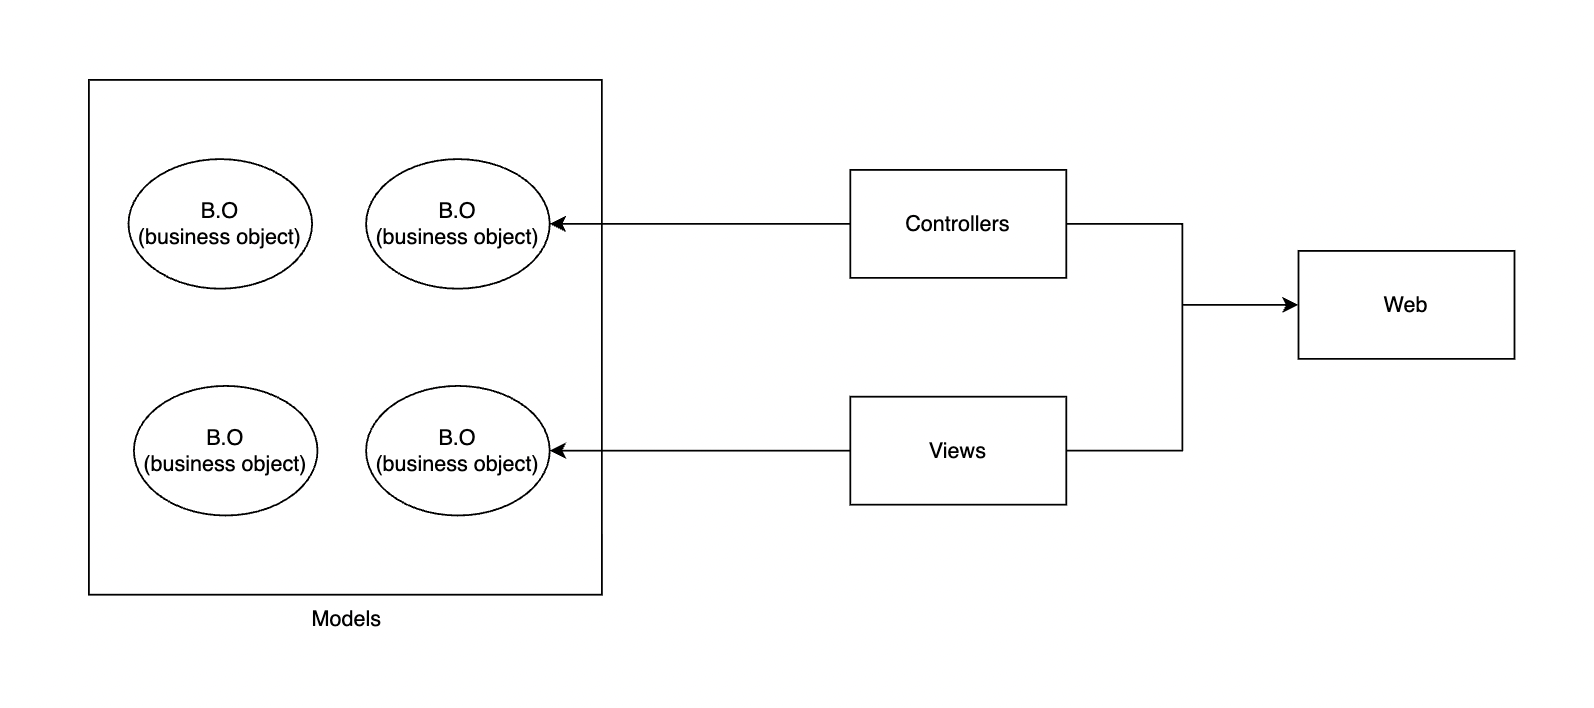 B.O
(business object)
B.O
(business object)
Controllers
Web
B.O
(business object)
B.O
(business object)
Views
Models